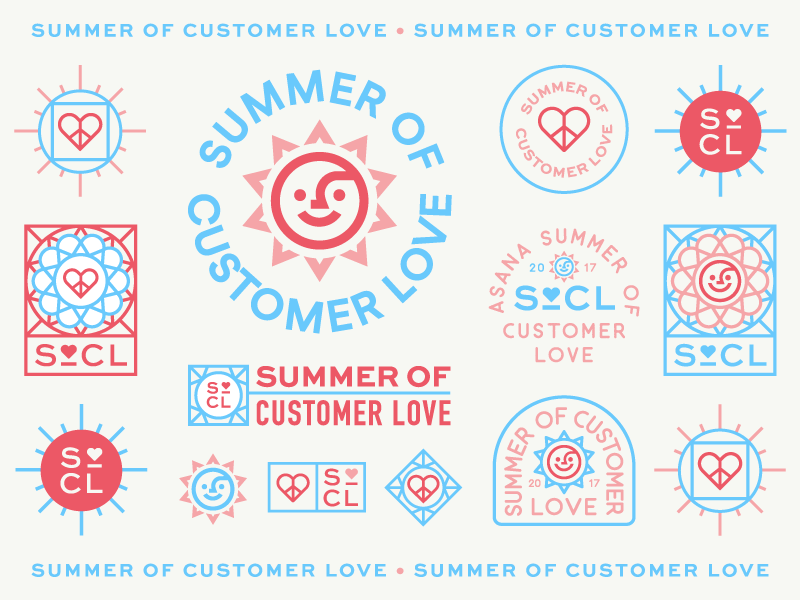 SUMMER OF CUSTOMER LOVE • SUMMER OF CUSTOMER LOVE
SUMMER OF
CUSTOMER LOVE
SUMMER OF
CUSTOMER LOVE
S♥
CL
S♥CL
ASANA SUMMER OF
20 17
S♥CL
CUSTOMER
LOVE
S♥CL
S♥
CL
SUMMER OF
CUSTOMER LOVE
S♥
CL
S♥
CL
SUMMER OF CUSTOMER
20 17
LOVE
SUMMER OF CUSTOMER LOVE • SUMMER OF CUSTOMER LOVE